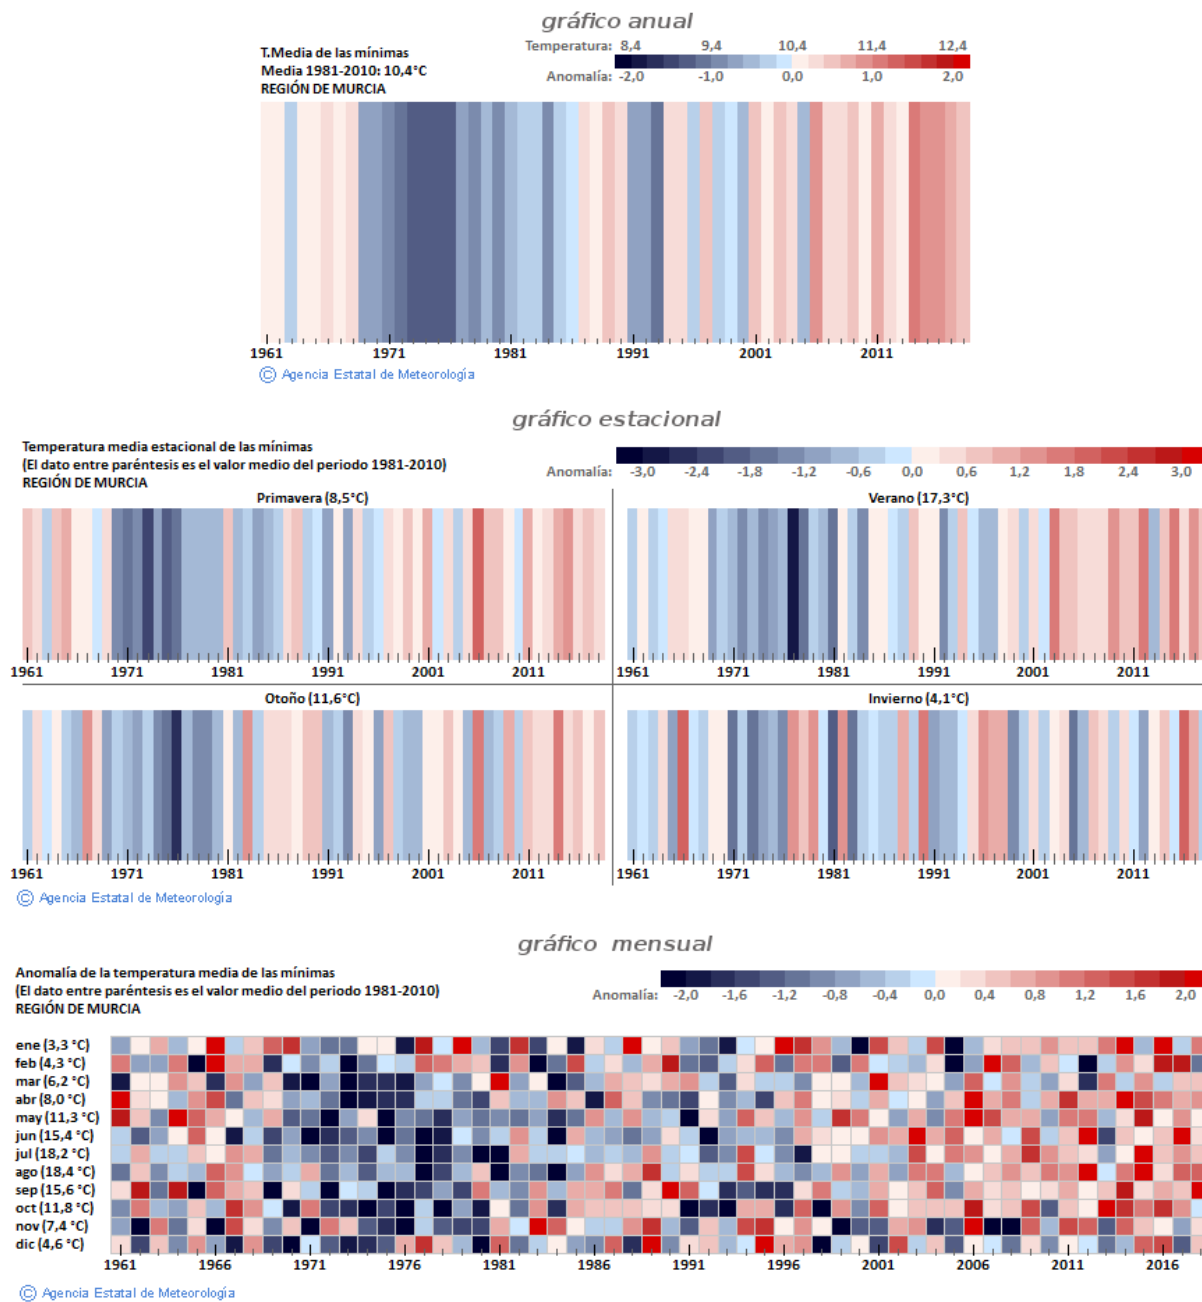 gráfico anual
T.Media de las mínimas
Media 1981-2010: 10,4°C
REGIÓN DE MURCIA
Temperatura: 8,4 9,4 10,4 11,4 12,4
Anomalía: -2,0 -1,0 0,0 1,0 2,0
1961 1971 1981 1991 2001 2011
© Agencia Estatal de Meteorología
gráfico estacional
Temperatura media estacional de las mínimas
(El dato entre paréntesis es el valor medio del periodo 1981-2010)
REGIÓN DE MURCIA
Anomalía: -3,0 -2,4 -1,8 -1,2 -0,6 0,0 0,6 1,2 1,8 2,4 3,0
Primavera (8,5°C)
Verano (17,3°C)
1961 1971 1981 1991 2001 2011
1961 1971 1981 1991 2001 2011
Otoño (11,6°C)
Invierno (4,1°C)
1961 1971 1981 1991 2001 2011
1961 1971 1981 1991 2001 2011
© Agencia Estatal de Meteorología
gráfico mensual
Anomalía de la temperatura media de las mínimas
(El dato entre paréntesis es el valor medio del periodo 1981-2010)
REGIÓN DE MURCIA
Anomalía: -2,0 -1,6 -1,2 -0,8 -0,4 0,0 0,4 0,8 1,2 1,6 2,0
ene (3,3 °C)
feb (4,3 °C)
mar (6,2 °C)
abr (8,0 °C)
may (11,3 °C)
jun (15,4 °C)
jul (18,2 °C)
ago (18,4 °C)
sep (15,6 °C)
oct (11,8 °C)
nov (7,4 °C)
dic (4,6 °C)
1961 1966 1971 1976 1981 1986 1991 1996 2001 2006 2011 2016
© Agencia Estatal de Meteorología